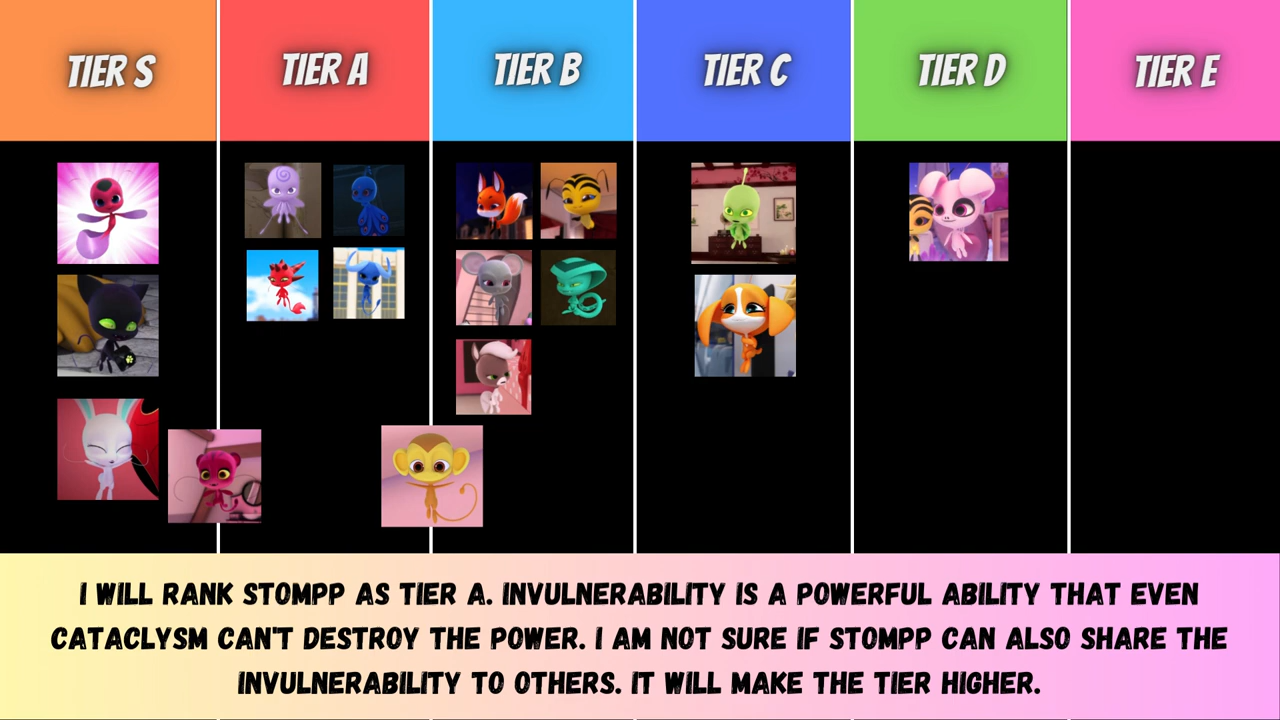 TIER S
TIER A
TIER B
TIER C
TIER D
TIER E
I WILL RANK STOMPP AS TIER A. INVULNERABILITY IS A POWERFUL ABILITY THAT EVEN
CATACLYSM CAN'T DESTROY THE POWER. I AM NOT SURE IF STOMPP CAN ALSO SHARE THE
INVULNERABILITY TO OTHERS. IT WILL MAKE THE TIER HIGHER.